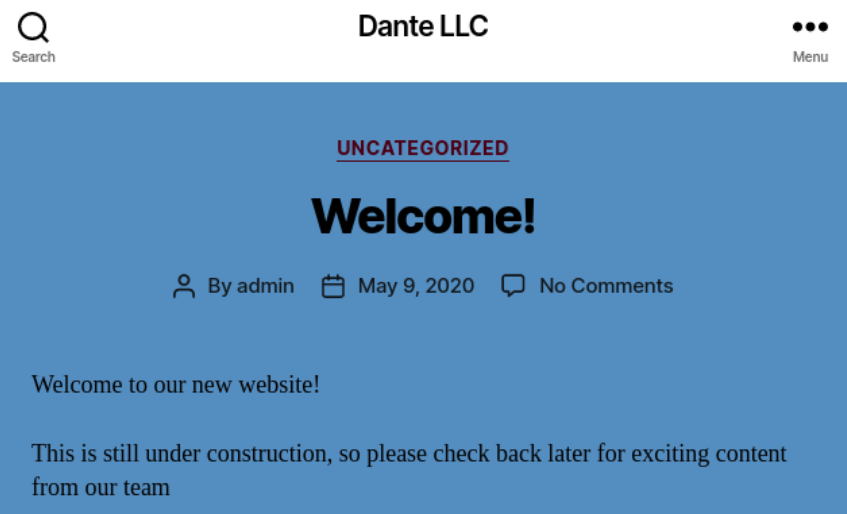 Dante LLC
Search
Menu
UNCATEGORIZED
Welcome!
By admin May 9, 2020 No Comments
Welcome to our new website!
This is still under construction, so please check back later for exciting content
from our team